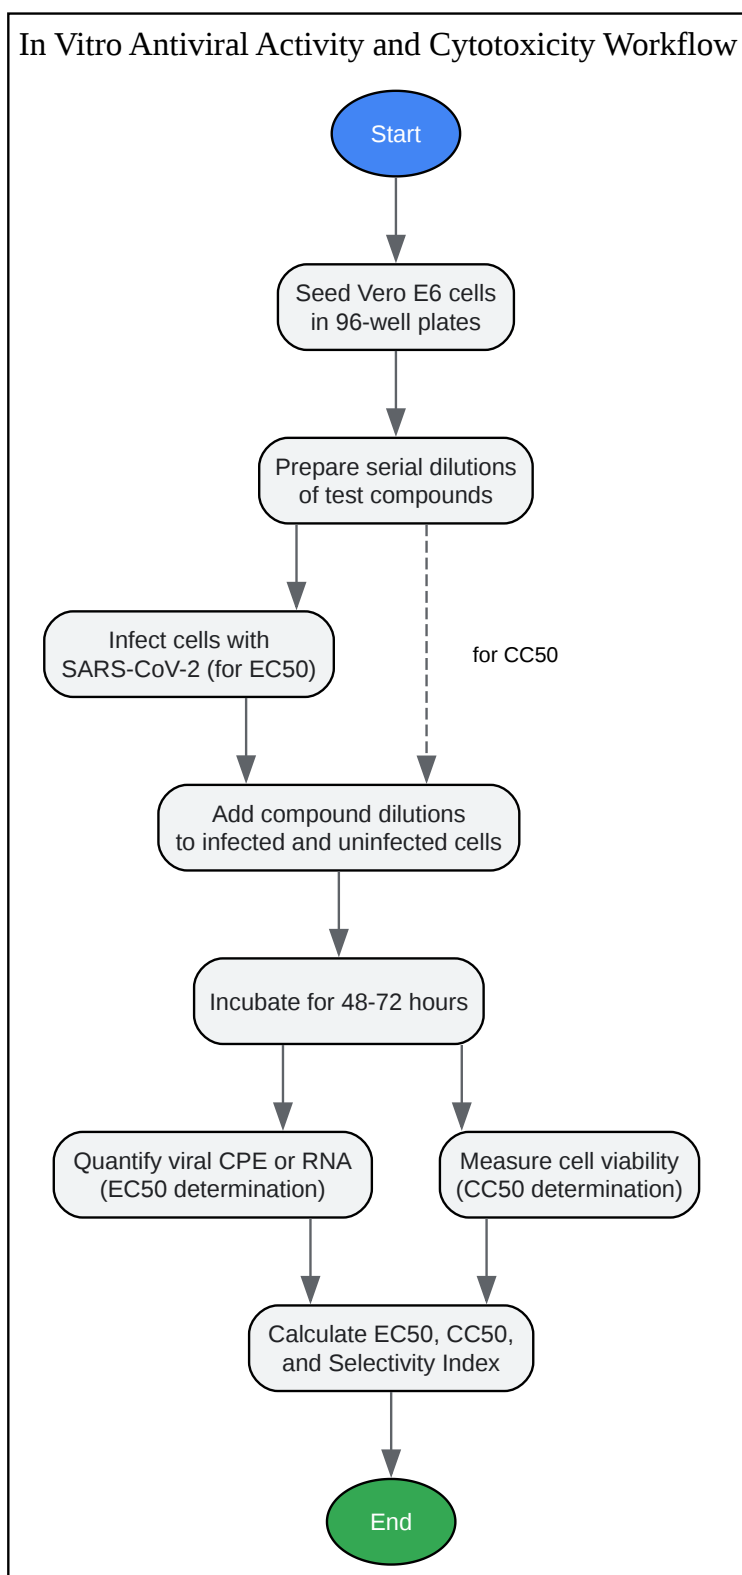 In Vitro Antiviral Activity and Cytotoxicity Workflow
Start
Seed Vero E6 cells
in 96-well plates
Prepare serial dilutions
of test compounds
Infect cells with
SARS-CoV-2 (for EC50)
for CC50
Add compound dilutions
to infected and uninfected cells
Incubate for 48-72 hours
Quantify viral CPE or RNA
(EC50 determination)
Measure cell viability
(CC50 determination)
Calculate EC50, CC50,
and Selectivity Index
End